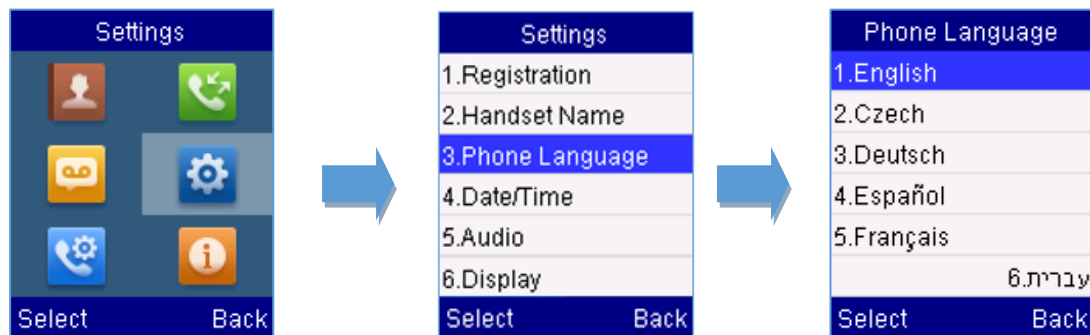 Settings
Select Back
Settings
1.Registration
2.Handset Name
3.Phone Language
4.Date/Time
5.Audio
6.Display
Select Back
Phone Language
1.English
2.Czech
3.Deutsch
4.Español
5.Français
6.עברית
Select Back